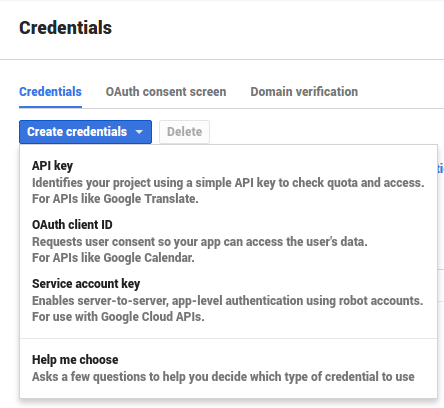 Credentials
Credentials OAuth consent screen Domain verification
Create credentials Delete
API key
Identifies your project using a simple API key to check quota and access.
For APIs like Google Translate.
OAuth client ID
Requests user consent so your app can access the user's data.
For APIs like Google Calendar.
Service account key
Enables server-to-server, app-level authentication using robot accounts.
For use with Google Cloud APIs.
Help me choose
Asks a few questions to help you decide which type of credential to use